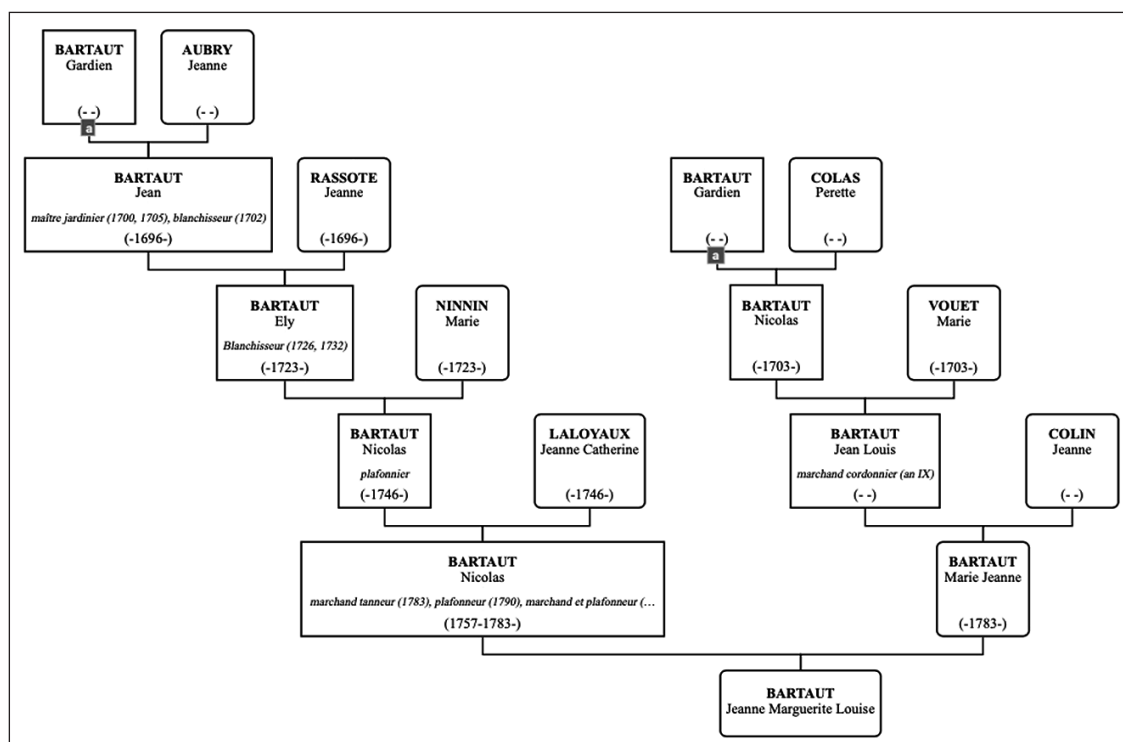 BARTAUT
Gardien
(- -)
a
AUBRY
Jeanne
(- -)
BARTAUT
Jean
maître jardinier (1700, 1705), blanchisseur (1702)
(-1696-)
RASSOTE
Jeanne
(-1696-)
BARTAUT
Gardien
(- -)
a
COLAS
Perette
(- -)
BARTAUT
Ely
Blanchisseur (1726, 1732)
(-1723-)
NINNIN
Marie
(-1723-)
BARTAUT
Nicolas
(-1703-)
VOUET
Marie
(-1703-)
BARTAUT
Nicolas
plafonnier
(-1746-)
LALOYAUX
Jeanne Catherine
(-1746-)
BARTAUT
Jean Louis
marchand cordonnier (an IX)
(- -)
COLIN
Jeanne
(- -)
BARTAUT
Nicolas
marchand tanneur (1783), plafonneur (1790), marchand et plafonneur (…
(1757-1783-)
BARTAUT
Marie Jeanne
(-1783-)
BARTAUT
Jeanne Marguerite Louise